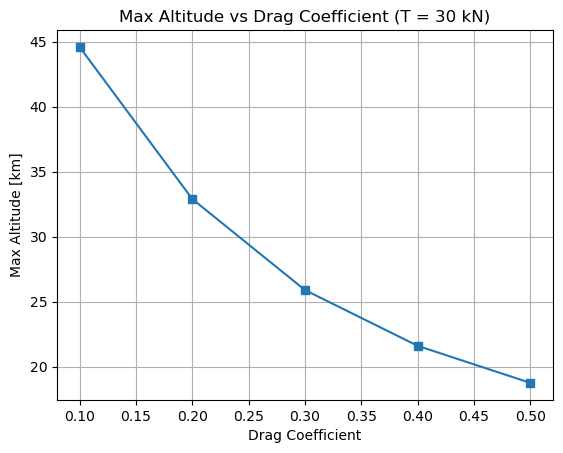 Max Altitude vs Drag Coefficient (T = 30 kN)
Max Altitude [km]
45
40
35
30
25
20
0.10 0.15 0.20 0.25 0.30 0.35 0.40 0.45 0.50
Drag Coefficient